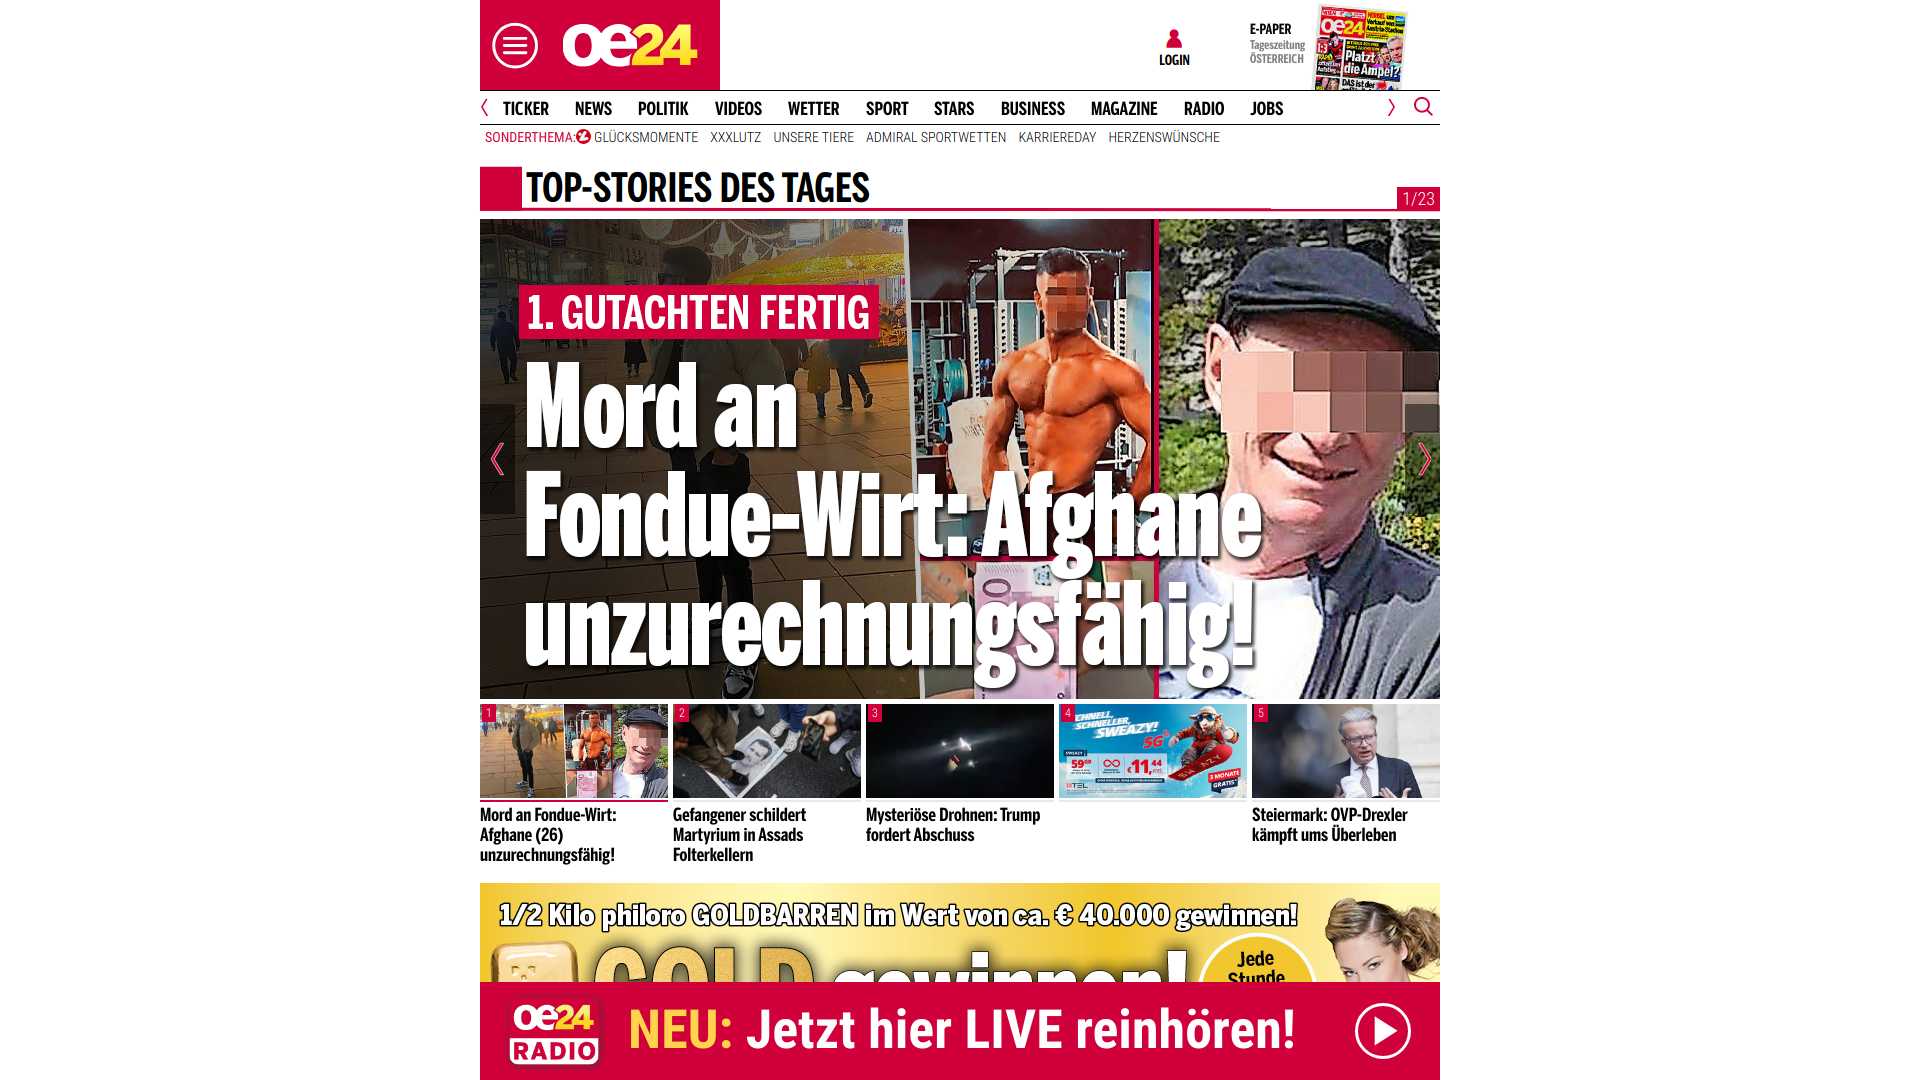 oe24
LOGIN
E-PAPER
Tageszeitung
ÖSTERREICH
oe24
Platzt
die Ampel?
TICKER NEWS POLITIK VIDEOS WETTER SPORT STARS BUSINESS MAGAZINE RADIO JOBS
SONDERTHEMA: GLÜCKSMOMENTE XXXLUTZ UNSERE TIERE ADMIRAL SPORTWETTEN KARRIEREDAY HERZENSWÜNSCHE
TOP-STORIES DES TAGES
1/23
1. GUTACHTEN FERTIG
Mord an
Fondue-Wirt: Afghane
unzurechnungsfähig!
1
2
3
4
SCHNELL,
SCHNELLER,
SWEAZY!
5G
59
€11,44
3 MONATE
GRATIS
5
Mord an Fondue-Wirt:
Afghane (26)
unzurechnungsfähig!
Gefangener schildert
Martyrium in Assads
Folterkellern
Mysteriöse Drohnen: Trump
fordert Abschuss
Steiermark: ÖVP-Drexler
kämpft ums Überleben
1/2 Kilo philoro GOLDBARREN im Wert von ca. € 40.000 gewinnen!
GOLD gewinnen!
Jede
Stunde
oe24
RADIO
NEU: Jetzt hier LIVE reinhören!